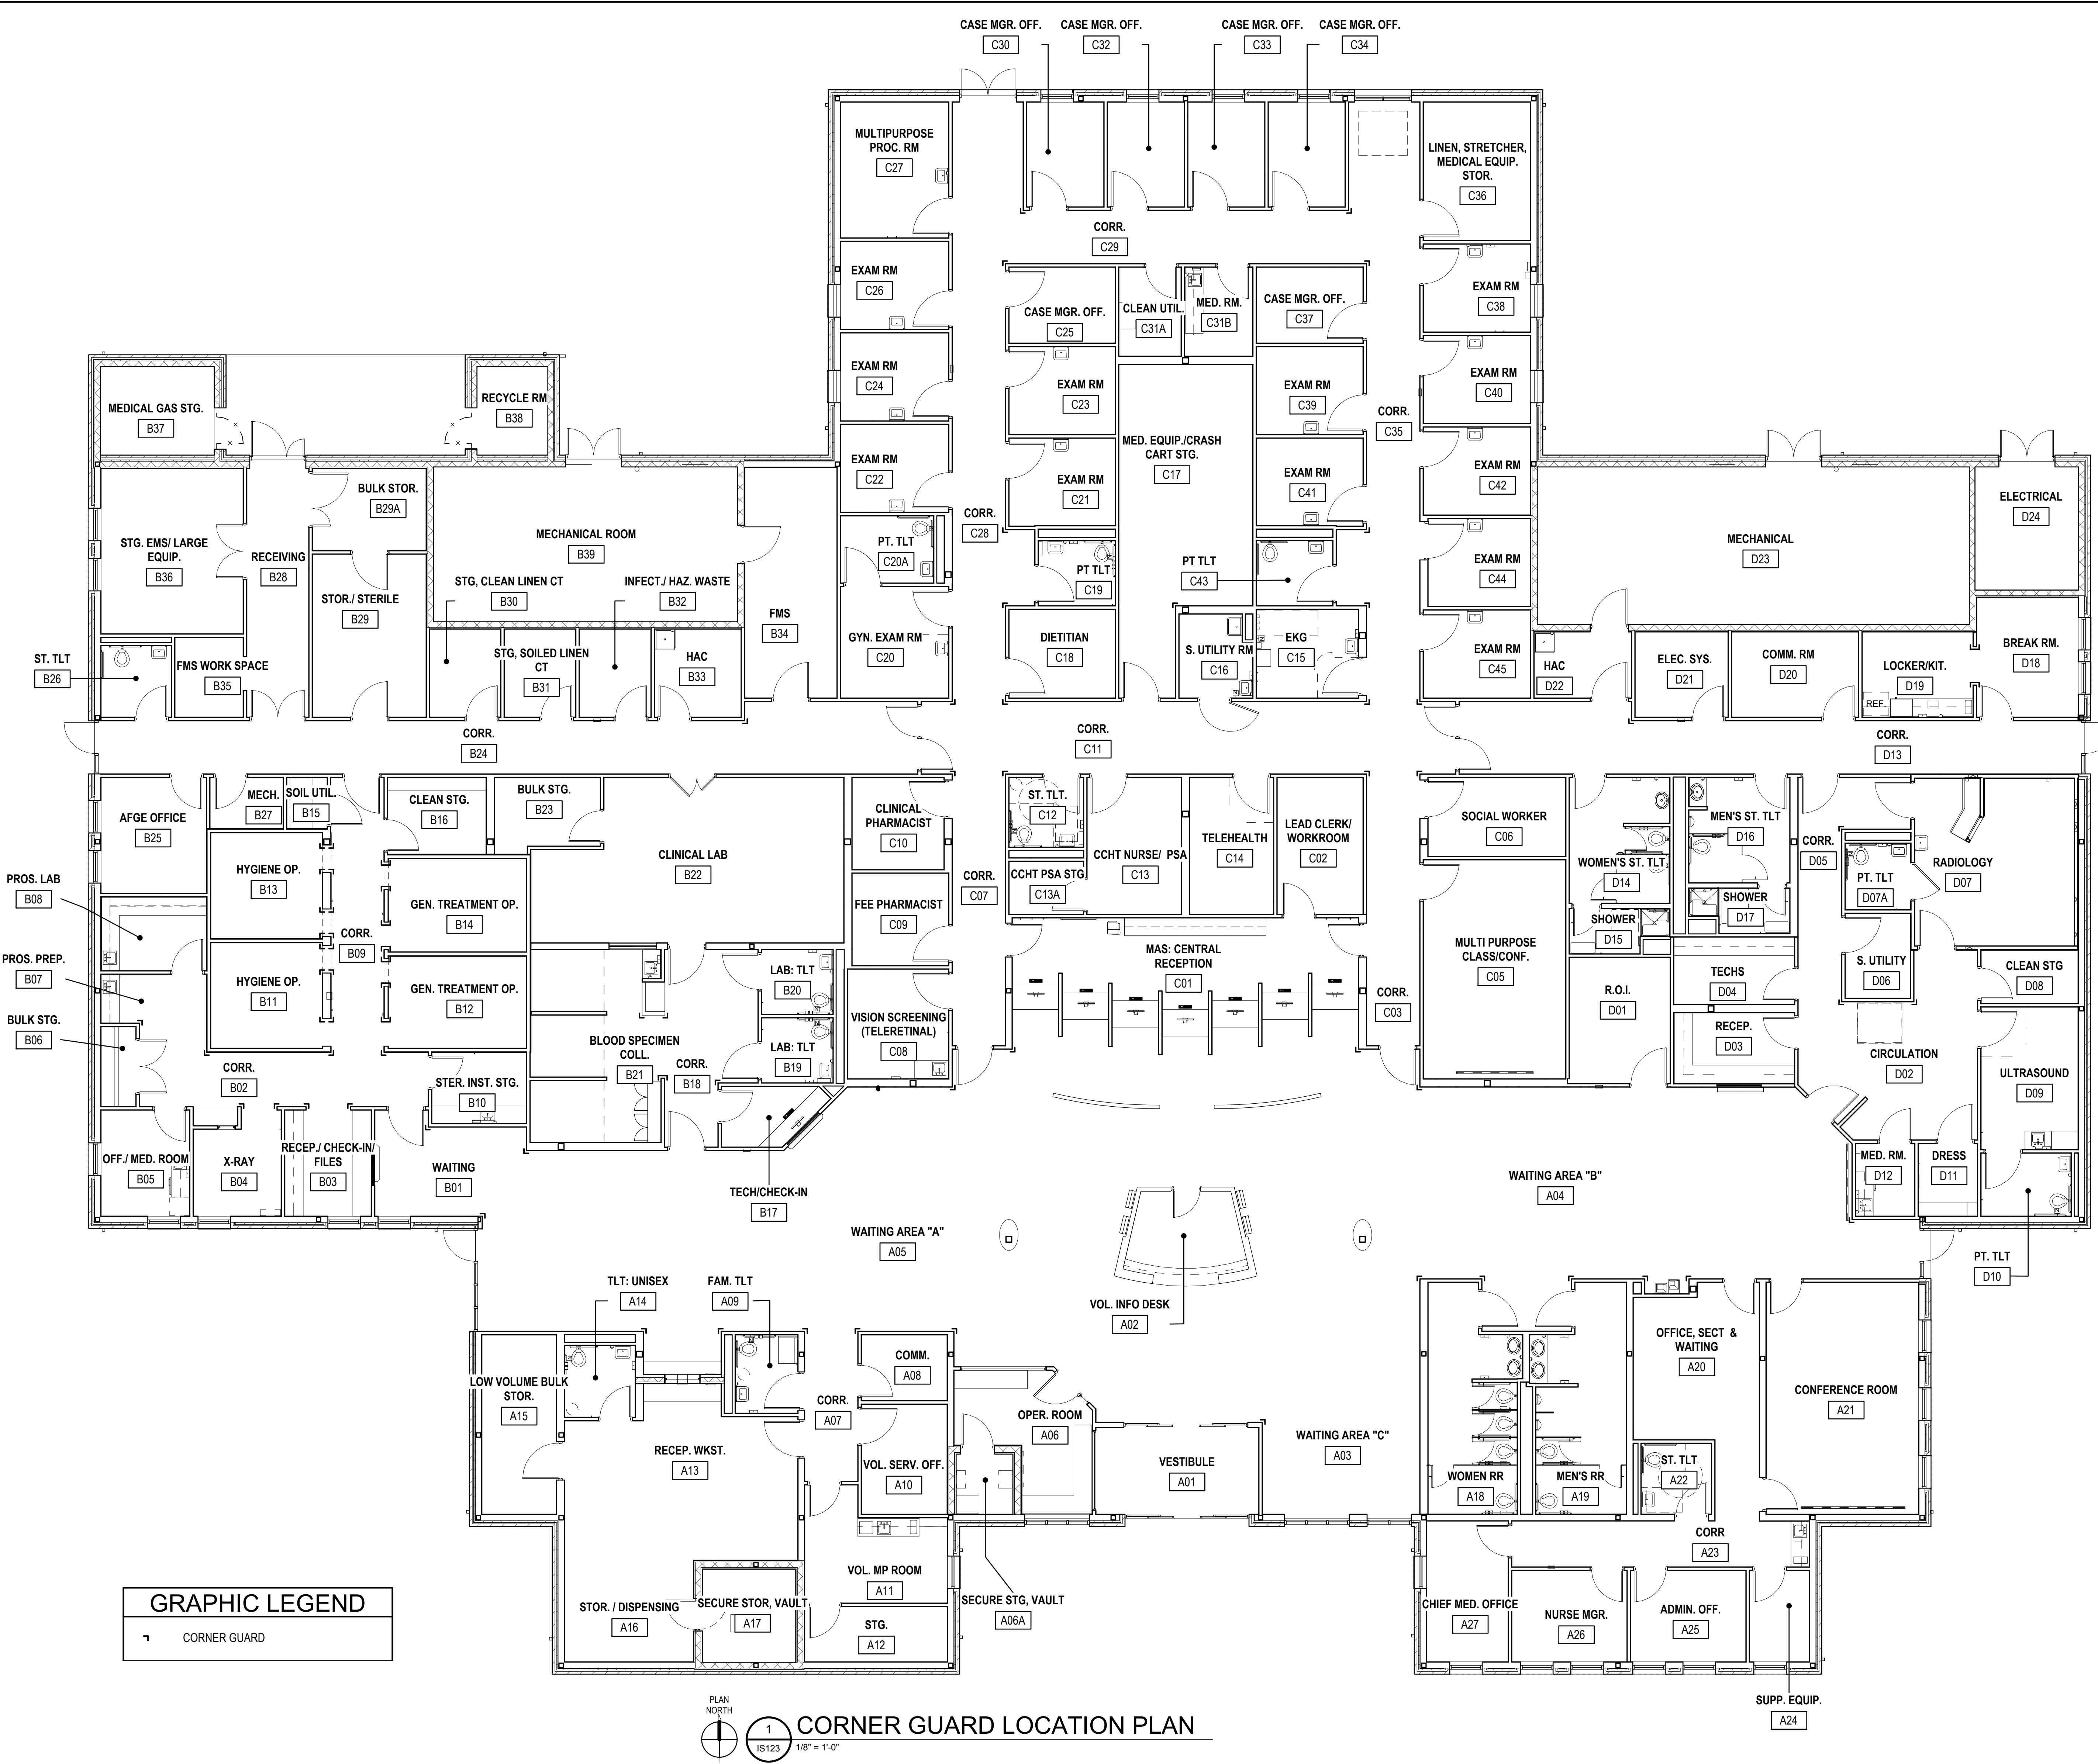 CASE MGR. OFF.
C30
CASE MGR. OFF.
C32
CASE MGR. OFF.
C33
CASE MGR. OFF.
C34
MULTIPURPOSE
PROC. RM
C27
LINEN, STRETCHER,
MEDICAL EQUIP.
STOR.
C36
CORR.
C29
EXAM RM
C26
CASE MGR. OFF.
C25
CLEAN UTIL.
C31A
MED. RM.
C31B
CASE MGR. OFF.
C37
EXAM RM
C38
EXAM RM
C24
EXAM RM
C23
EXAM RM
C39
EXAM RM
C40
CORR.
C35
MEDICAL GAS STG.
B37
RECYCLE RM
B38
MED. EQUIP./CRASH
CART STG.
C17
EXAM RM
C22
EXAM RM
C21
EXAM RM
C41
EXAM RM
C42
BULK STOR.
B29A
CORR.
C28
ELECTRICAL
D24
STG. EMS/ LARGE
EQUIP.
B36
RECEIVING
B28
MECHANICAL ROOM
B39
PT. TLT
C20A
MECHANICAL
D23
PT TLT
C19
PT TLT
C43
EXAM RM
C44
STG, CLEAN LINEN CT
B30
INFECT./ HAZ. WASTE
B32
STOR./ STERILE
B29
FMS
B34
GYN. EXAM RM
C20
DIETITIAN
C18
S. UTILITY RM
C16
EKG
C15
EXAM RM
C45
HAC
D22
ELEC. SYS.
D21
COMM. RM
D20
LOCKER/KIT.
D19
REF.
BREAK RM.
D18
ST. TLT
B26
FMS WORK SPACE
B35
STG, SOILED LINEN
CT
B31
HAC
B33
CORR.
B24
CORR.
C11
CORR.
D13
AFGE OFFICE
B25
MECH.
B27
SOIL UTIL.
B15
CLEAN STG.
B16
BULK STG.
B23
CLINICAL
PHARMACIST
C10
ST. TLT.
C12
CCHT NURSE/ PSA
C13
TELEHEALTH
C14
LEAD CLERK/
WORKROOM
C02
SOCIAL WORKER
C06
WOMEN'S ST. TLT
D14
MEN'S ST. TLT
D16
CORR.
D05
RADIOLOGY
D07
PT. TLT
D07A
HYGIENE OP.
B13
CLINICAL LAB
B22
CCHT PSA STG
C13A
CORR.
C07
PROS. LAB
B08
GEN. TREATMENT OP.
B14
FEE PHARMACIST
C09
SHOWER
D17
SHOWER
D15
CORR.
B09
MULTI PURPOSE
CLASS/CONF.
C05
MAS: CENTRAL
RECEPTION
C01
PROS. PREP.
B07
HYGIENE OP.
B11
GEN. TREATMENT OP.
B12
LAB: TLT
B20
CORR.
C03
R.O.I.
D01
TECHS
D04
S. UTILITY
D06
CLEAN STG
D08
BULK STG.
B06
VISION SCREENING
(TELERETINAL)
C08
RECEP.
D03
BLOOD SPECIMEN
COLL.
B21
LAB: TLT
B19
CIRCULATION
D02
ULTRASOUND
D09
CORR.
B02
STER. INST. STG.
B10
CORR.
B18
OFF./ MED. ROOM
B05
X-RAY
B04
RECEP./ CHECK-IN/
FILES
B03
WAITING
B01
TECH/CHECK-IN
B17
WAITING AREA "B"
A04
MED. RM.
D12
DRESS
D11
WAITING AREA "A"
A05
PT. TLT
D10
TLT: UNISEX
A14
FAM. TLT
A09
VOL. INFO DESK
A02
COMM.
A08
OFFICE, SECT &
WAITING
A20
LOW VOLUME BULK
STOR.
A15
CORR.
A07
OPER. ROOM
A06
CONFERENCE ROOM
A21
RECEP. WKST.
A13
VOL. SERV. OFF.
A10
VESTIBULE
A01
WAITING AREA "C"
A03
WOMEN RR
A18
MEN'S RR
A19
ST. TLT
A22
CORR
A23
VOL. MP ROOM
A11
SECURE STG, VAULT
A06A
STOR. / DISPENSING
A16
SECURE STOR, VAULT
A17
STG.
A12
CHIEF MED. OFFICE
A27
NURSE MGR.
A26
ADMIN. OFF.
A25
SUPP. EQUIP.
A24
GRAPHIC LEGEND
CORNER GUARD
PLAN
NORTH
1
IS123
CORNER GUARD LOCATION PLAN
1/8" = 1'-0"